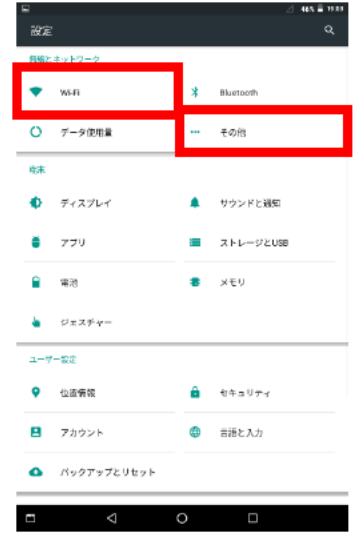 48% 19:09
設定
無線とネットワーク
Wi-Fi
Bluetooth
データ使用量
その他
端末
ディスプレイ
サウンドと通知
アプリ
ストレージとUSB
電池
メモリ
ジェスチャー
ユーザー設定
位置情報
セキュリティ
アカウント
言語と入力
バックアップとリセット